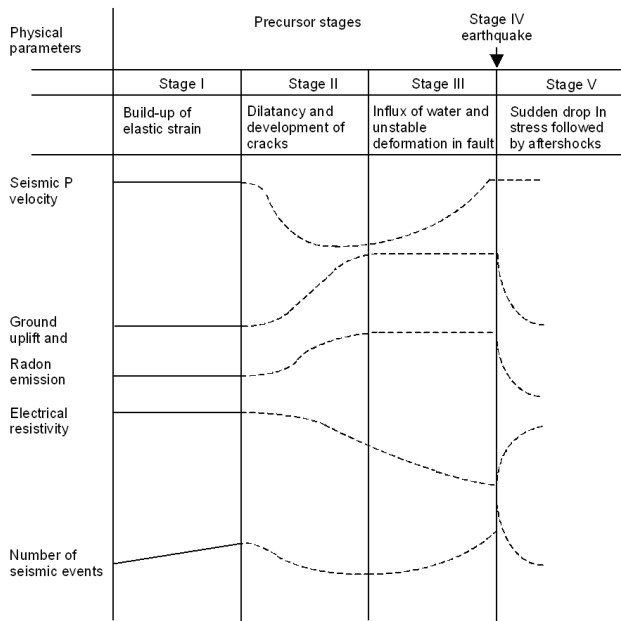 Physical
parameters
Precursor stages
Stage IV
earthquake
Stage I
Stage II
Stage III
Stage V
Build-up of
elastic strain
Dilatancy and
development of
cracks
Influx of water and
unstable
deformation in fault
Sudden drop In
stress followed
by aftershocks
Seismic P
velocity
Ground
uplift and
Radon
emission
Electrical
resistivity
Number of
seismic events